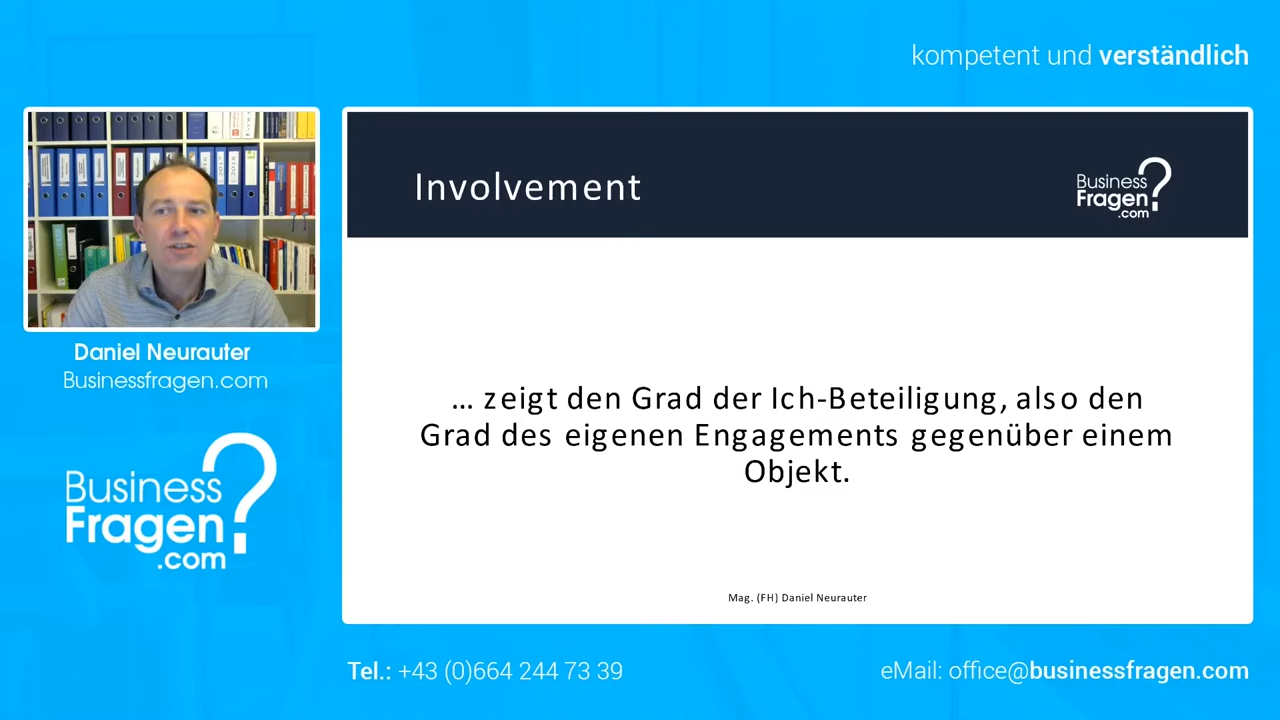 kompetent und verständlich
Involvement
Business
Fragen
.com
?
… zeigt den Grad der Ich-Beteiligung, also den
Grad des eigenen Engagements gegenüber einem
Objekt.
Mag. (FH) Daniel Neurauter
Daniel Neurauter
Businessfragen.com
Business
Fragen
.com
?
Tel.: +43 (0)664 244 73 39
eMail: office@businessfragen.com